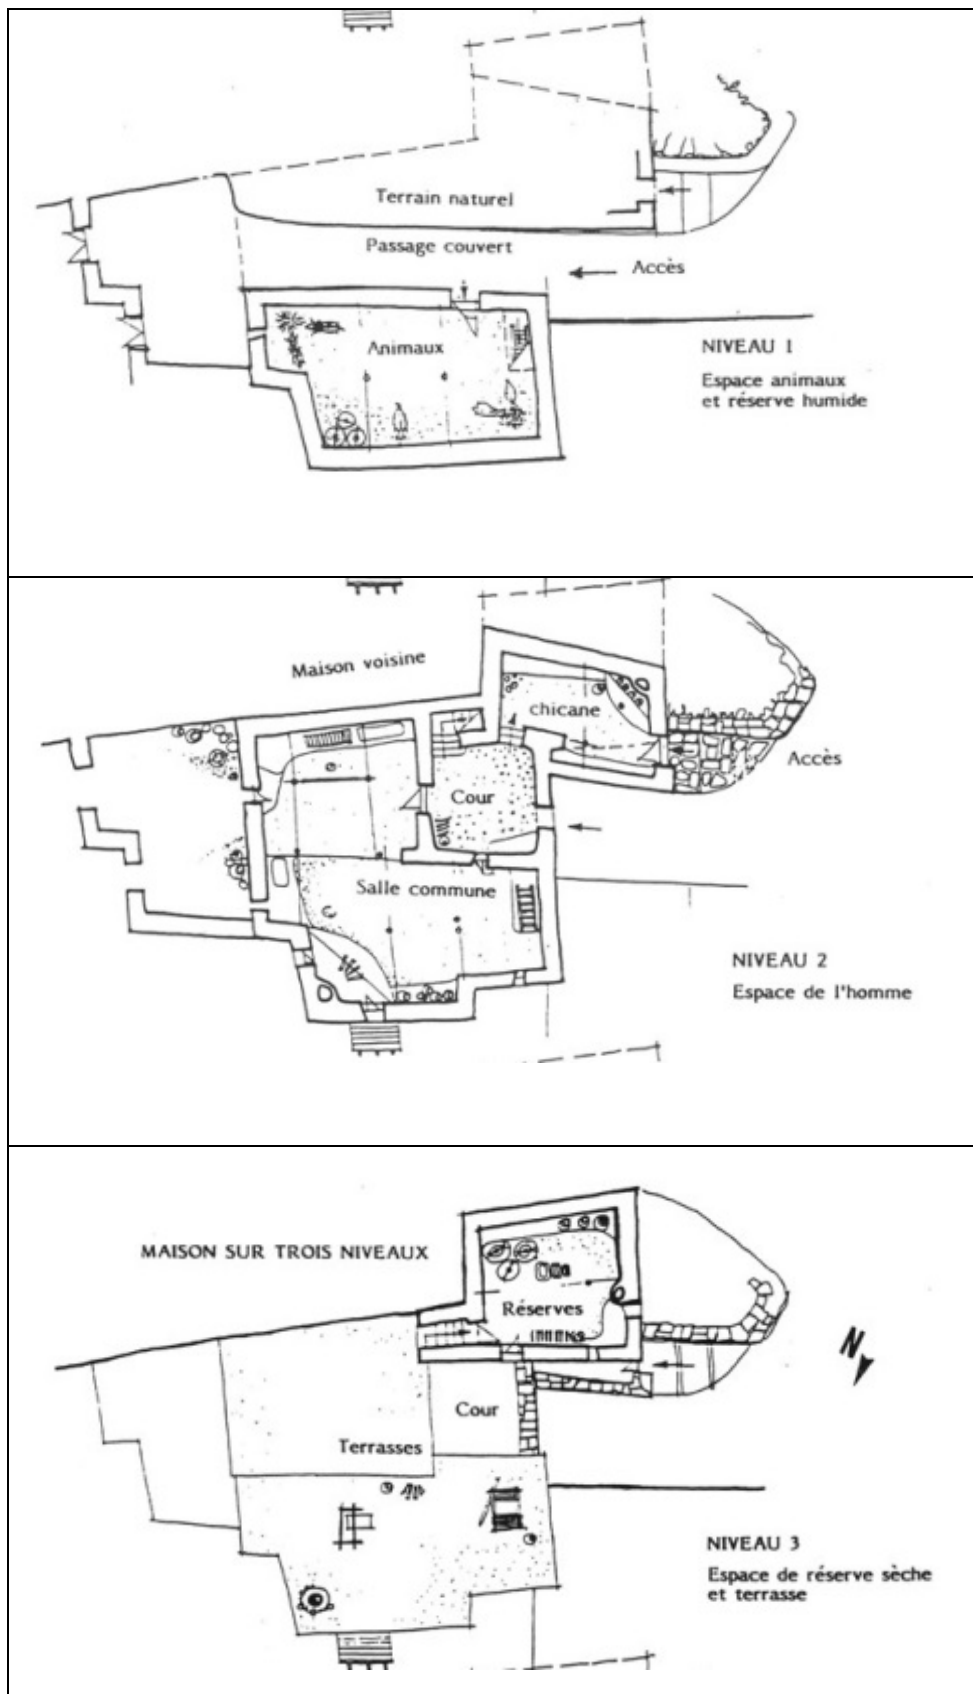 Terrain naturel
Passage couvert
Accès
Animaux
NIVEAU 1
Espace animaux
et réserve humide
Maison voisine
chicane
Accès
Cour
Salle commune
NIVEAU 2
Espace de l'homme
MAISON SUR TROIS NIVEAUX
Réserves
N
Cour
Terrasses
NIVEAU 3
Espace de réserve sèche
et terrasse